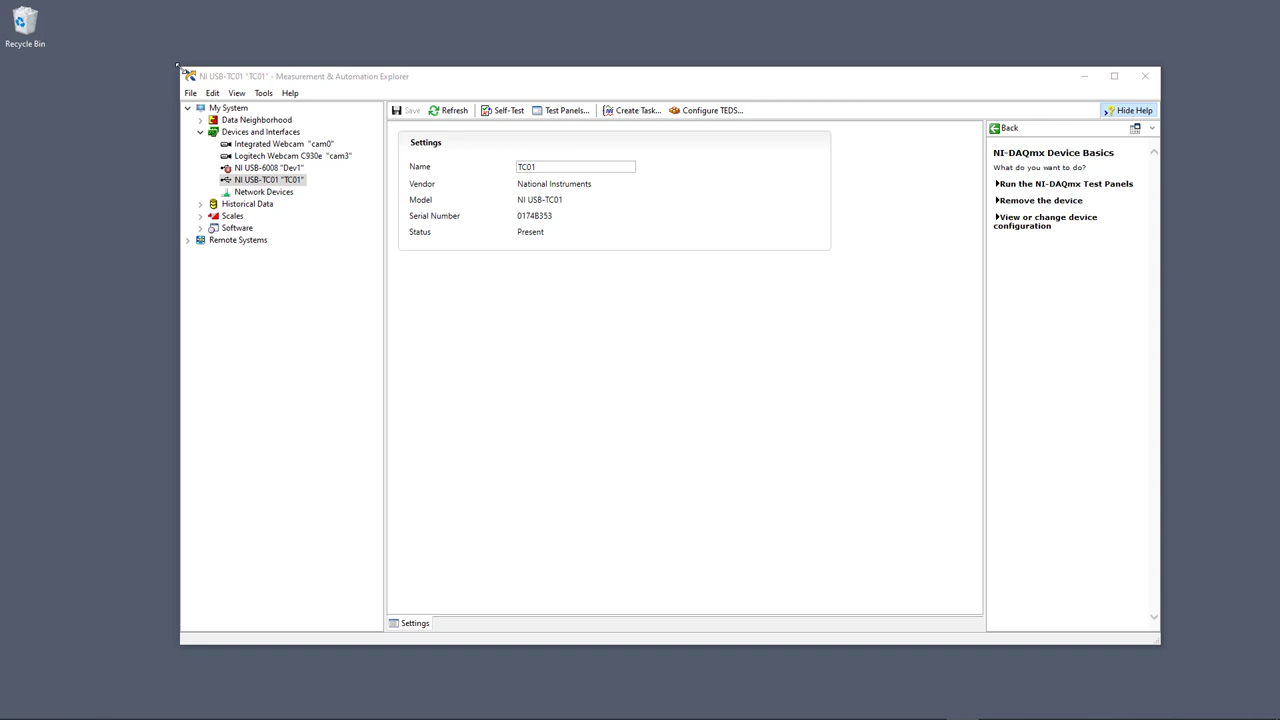 Recycle Bin
NI USB-TC01 "TC01" - Measurement & Automation Explorer
File Edit View Tools Help
My System
Data Neighborhood
Devices and Interfaces
Integrated Webcam "cam0"
Logitech Webcam C930e "cam3"
NI USB-6008 "Dev1"
NI USB-TC01 "TC01"
Network Devices
Historical Data
Scales
Software
Remote Systems
Save Refresh Self-Test Test Panels... Create Task... Configure TEDS... Hide Help
Settings
Name TC01
Vendor National Instruments
Model NI USB-TC01
Serial Number 0174B353
Status Present
Settings
Back
NI-DAQmx Device Basics
What do you want to do?
Run the NI-DAQmx Test Panels
Remove the device
View or change device
configuration